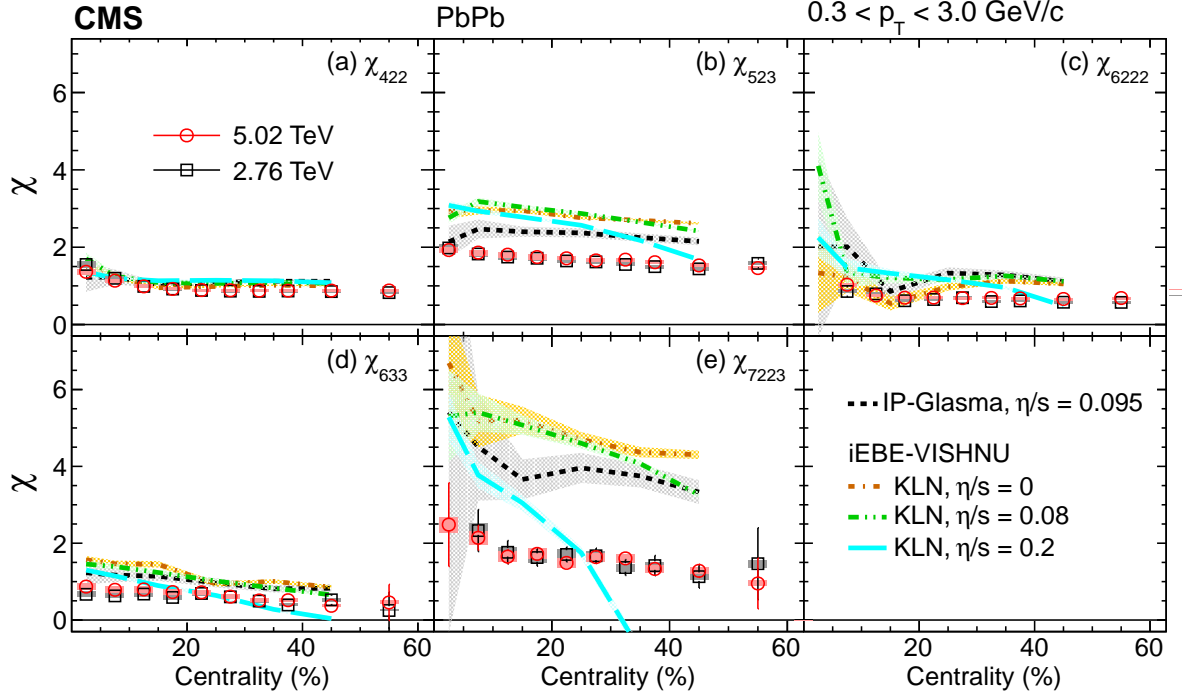 CMS PbPb 0.3 < p_T < 3.0 GeV/c
(a) χ_422 (b) χ_523 (c) χ_6222
6
5.02 TeV
4
2.76 TeV
χ
2
0
(d) χ_633 (e) χ_7223
6
IP-Glasma, η/s = 0.095
iEBE-VISHNU
4
KLN, η/s = 0
χ
KLN, η/s = 0.08
2
KLN, η/s = 0.2
0
20 40 60 20 40 60 20 40 60
Centrality (%) Centrality (%) Centrality (%)